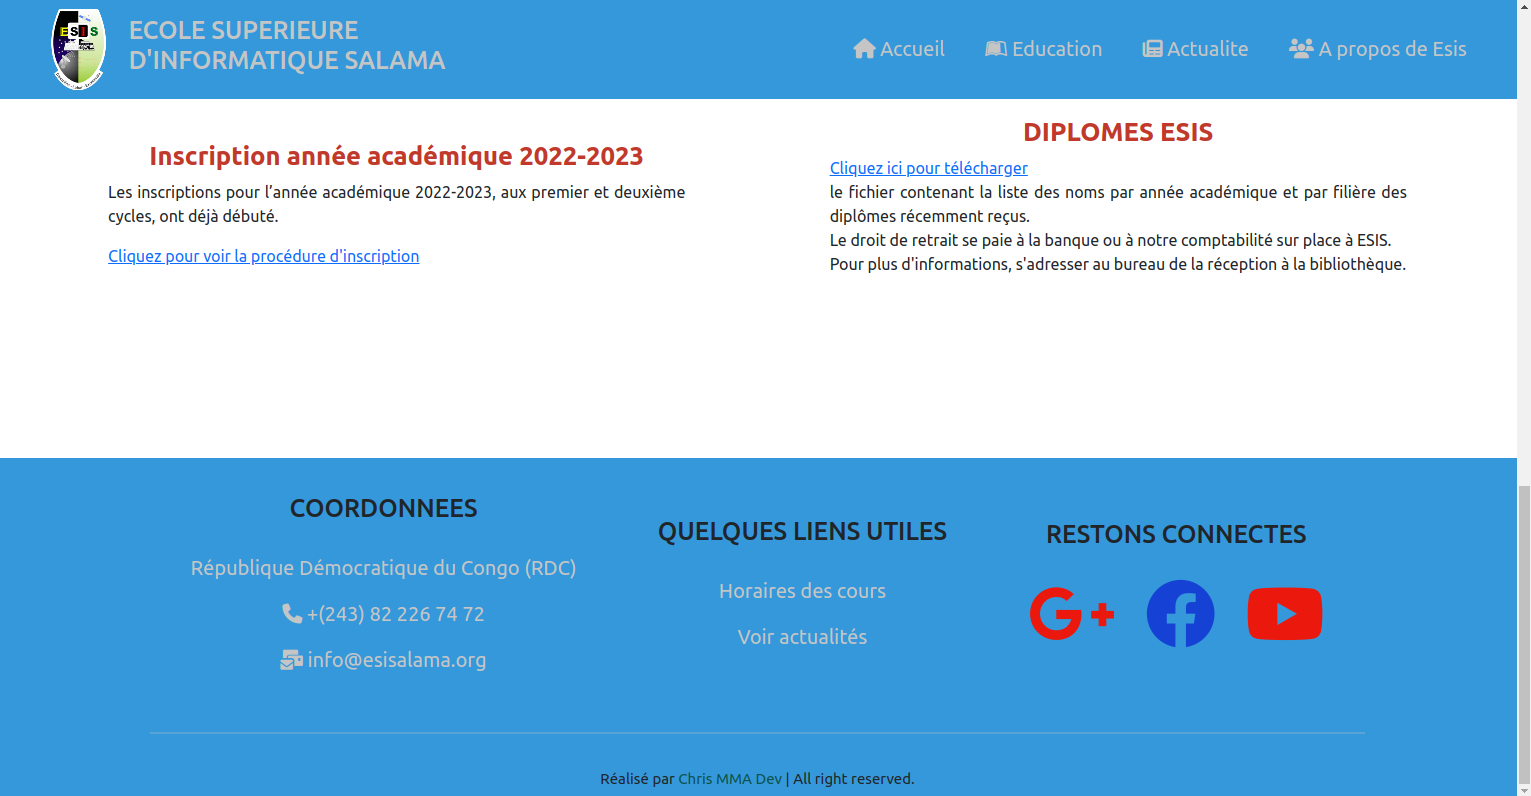 ESIS
ECOLE SUPERIEURE
D'INFORMATIQUE SALAMA
Accueil
Education
Actualite
A propos de Esis
Inscription année académique 2022-2023
Les inscriptions pour l’année académique 2022-2023, aux premier et deuxième
cycles, ont déjà débuté.
Cliquez pour voir la procédure d'inscription
DIPLOMES ESIS
Cliquez ici pour télécharger
le fichier contenant la liste des noms par année académique et par filière des
diplômes récemment reçus.
Le droit de retrait se paie à la banque ou à notre comptabilité sur place à ESIS.
Pour plus d'informations, s'adresser au bureau de la réception à la bibliothèque.
COORDONNEES
République Démocratique du Congo (RDC)
+(243) 82 226 74 72
info@esisalama.org
QUELQUES LIENS UTILES
Horaires des cours
Voir actualités
RESTONS CONNECTES
G+
Réalisé par Chris MMA Dev | All right reserved.